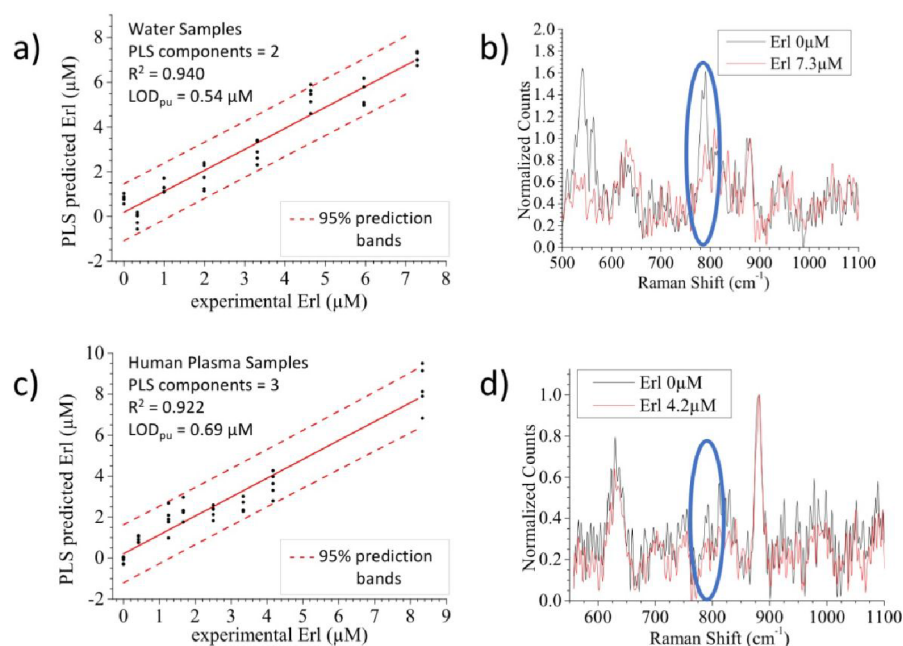 a)
Water Samples
PLS components = 2
R² = 0.940
LODpu = 0.54 µM
PLS predicted Erl (µM)
8
6
4
2
0
-2
95% prediction
bands
0 1 2 3 4 5 6 7 8
experimental Erl (µM)
b)
Erl 0µM
Erl 7.3µM
Normalized Counts
2.0
1.8
1.6
1.4
1.2
1.0
0.8
0.6
0.4
0.2
0.0
500 600 700 800 900 1000 1100
Raman Shift (cm⁻¹)
c)
Human Plasma Samples
PLS components = 3
R² = 0.922
LODpu = 0.69 µM
PLS predicted Erl (µM)
10
8
6
4
2
0
-2
95% prediction
bands
0 1 2 3 4 5 6 7 8 9
experimental Erl (µM)
d)
Erl 0µM
Erl 4.2µM
Normalized Counts
1.0
0.8
0.6
0.4
0.2
0.0
600 700 800 900 1000 1100
Raman Shift (cm⁻¹)